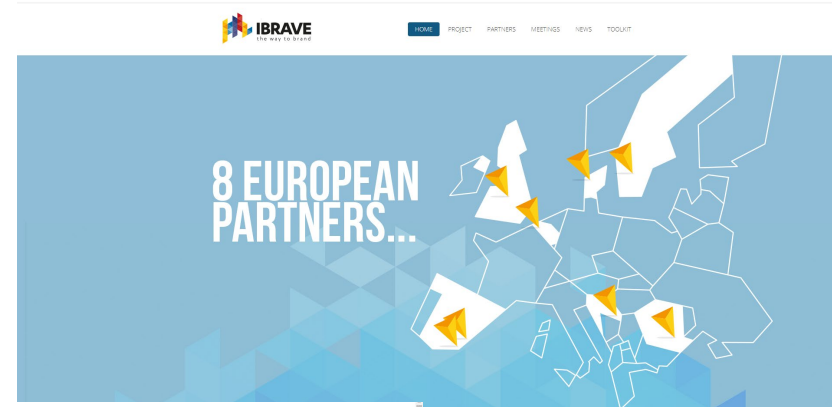 IBRAVE
the way to brand
HOME PROJECT PARTNERS MEETINGS NEWS TOOLKIT
8 EUROPEAN
PARTNERS...